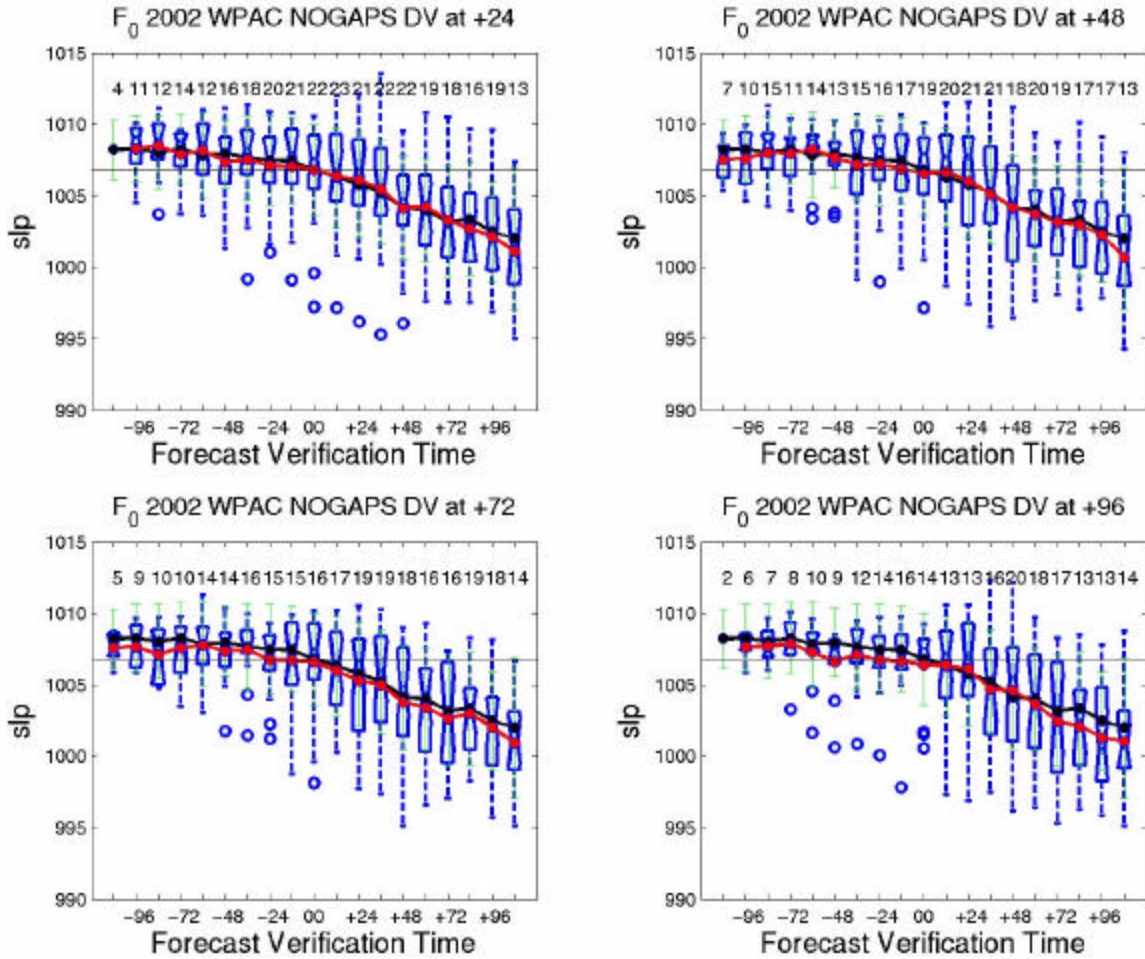 F0 2002 WPAC NOGAPS DV at +24
1015
4 11 12 14 12 16 18 20 21 22 23 21 22 22 19 18 16 19 13
1010
1005
slp
1000
995
990
−96 −72 −48 −24 00 +24 +48 +72 +96
Forecast Verification Time
F0 2002 WPAC NOGAPS DV at +48
1015
7 10 15 11 14 13 15 16 17 19 20 21 21 18 20 19 17 17 13
1010
1005
slp
1000
995
990
−96 −72 −48 −24 00 +24 +48 +72 +96
Forecast Verification Time
F0 2002 WPAC NOGAPS DV at +72
1015
5 9 10 10 14 14 16 15 15 16 17 19 19 18 16 16 19 18 14
1010
1005
slp
1000
995
990
−96 −72 −48 −24 00 +24 +48 +72 +96
Forecast Verification Time
F0 2002 WPAC NOGAPS DV at +96
1015
2 6 7 8 10 9 12 14 16 14 13 13 16 20 18 17 13 13 14
1010
1005
slp
1000
995
990
−96 −72 −48 −24 00 +24 +48 +72 +96
Forecast Verification Time